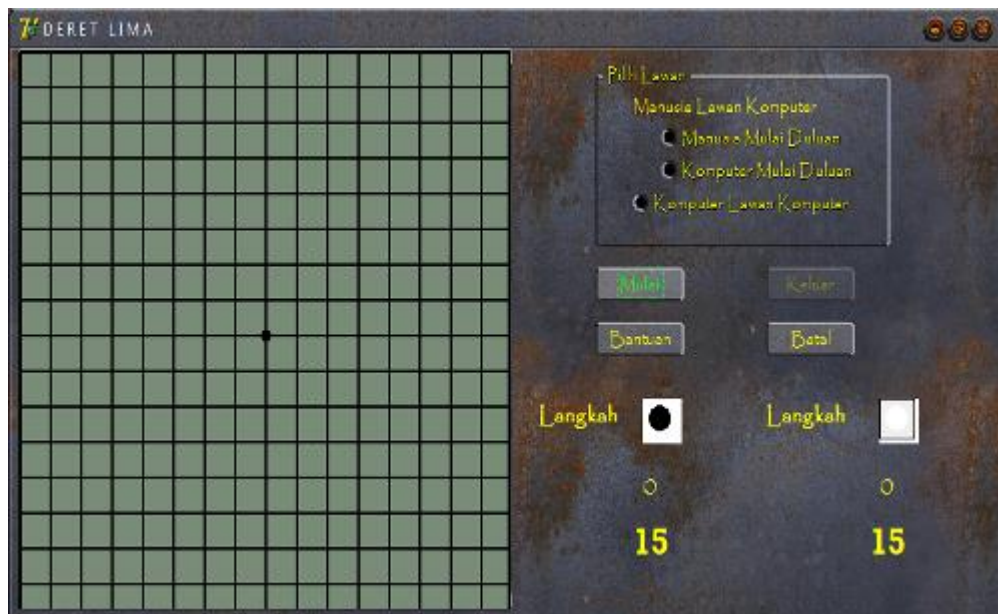 DERET LIMA
Pilih Lawan
Manusia Lawan Komputer
Manusia Mulai Duluan
Komputer Mulai Duluan
Komputer Lawan Komputer
Mulai
Keluar
Bantuan
Batal
Langkah
Langkah
0
0
15
15